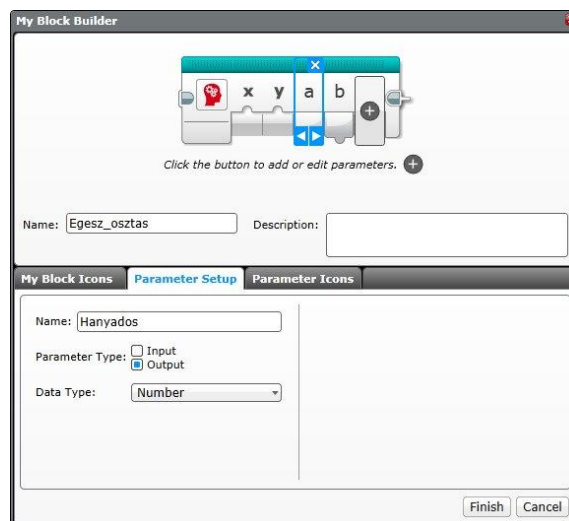 My Block Builder
x y a b
Click the button to add or edit parameters.
Name: Egesz_osztas Description:
My Block Icons Parameter Setup Parameter Icons
Name: Hanyados
Parameter Type: Input
Output
Data Type: Number
Finish Cancel